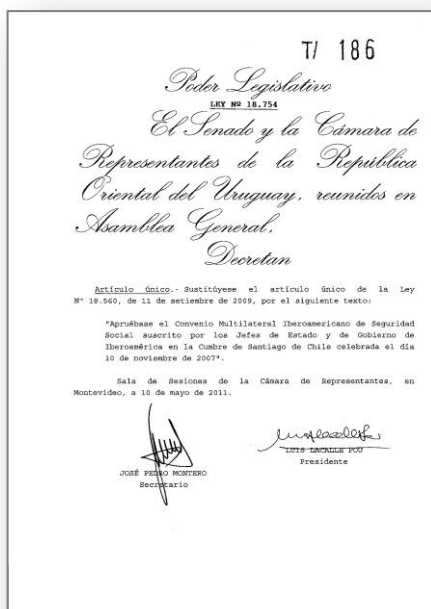 T/ 186
Poder Legislativo
LEY Nº 18.754
El Senado y la Cámara de
Representantes de la República
Oriental del Uruguay, reunidos en
Asamblea General,
Decretan
Artículo único.- Sustitúyese el artículo único de la Ley
Nº 18.560, de 11 de setiembre de 2009, por el siguiente texto:
"Apruébase el Convenio Multilateral Iberoamericano de Seguridad
Social suscrito por los Jefes de Estado y de Gobierno de
Iberoamérica en la Cumbre de Santiago de Chile celebrada el día
10 de noviembre de 2007".
Sala de Sesiones de la Cámara de Representantes, en
Montevideo, a 10 de mayo de 2011.
JOSÉ PEDRO MONTERO
Secretario
LUIS LACALLE POU
Presidente